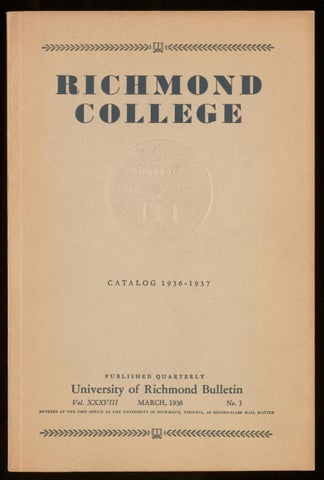 RICHMOND
COLLEGE
CATALOG 1936-1937
PUBLISHED QUARTERLY
University of Richmond Bulletin
Vol. XXXVIII MARCH, 1936 No. 3
ENTERED AT THE POST OFFICE AT THE UNIVERSITY OF RICHMOND, VIRGINIA, AS SECOND-CLASS MAIL MATTER